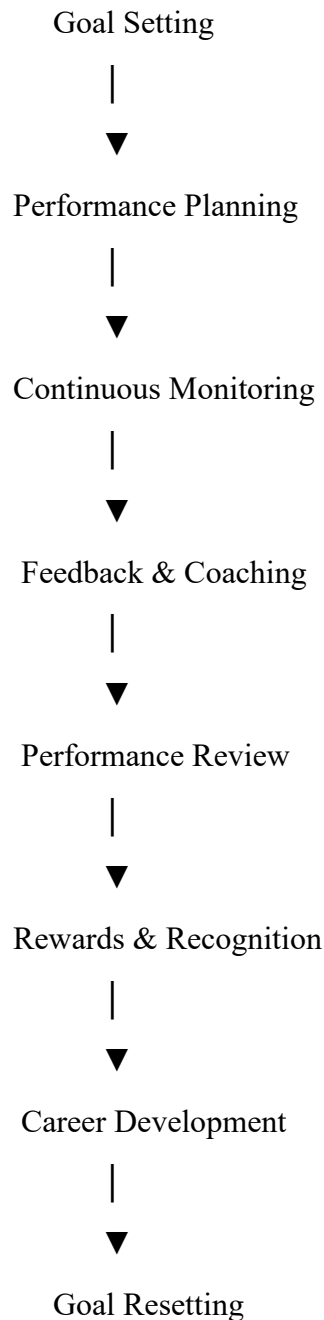 Goal Setting
|
▼
Performance Planning
|
▼
Continuous Monitoring
|
▼
Feedback & Coaching
|
▼
Performance Review
|
▼
Rewards & Recognition
|
▼
Career Development
|
▼
Goal Resetting